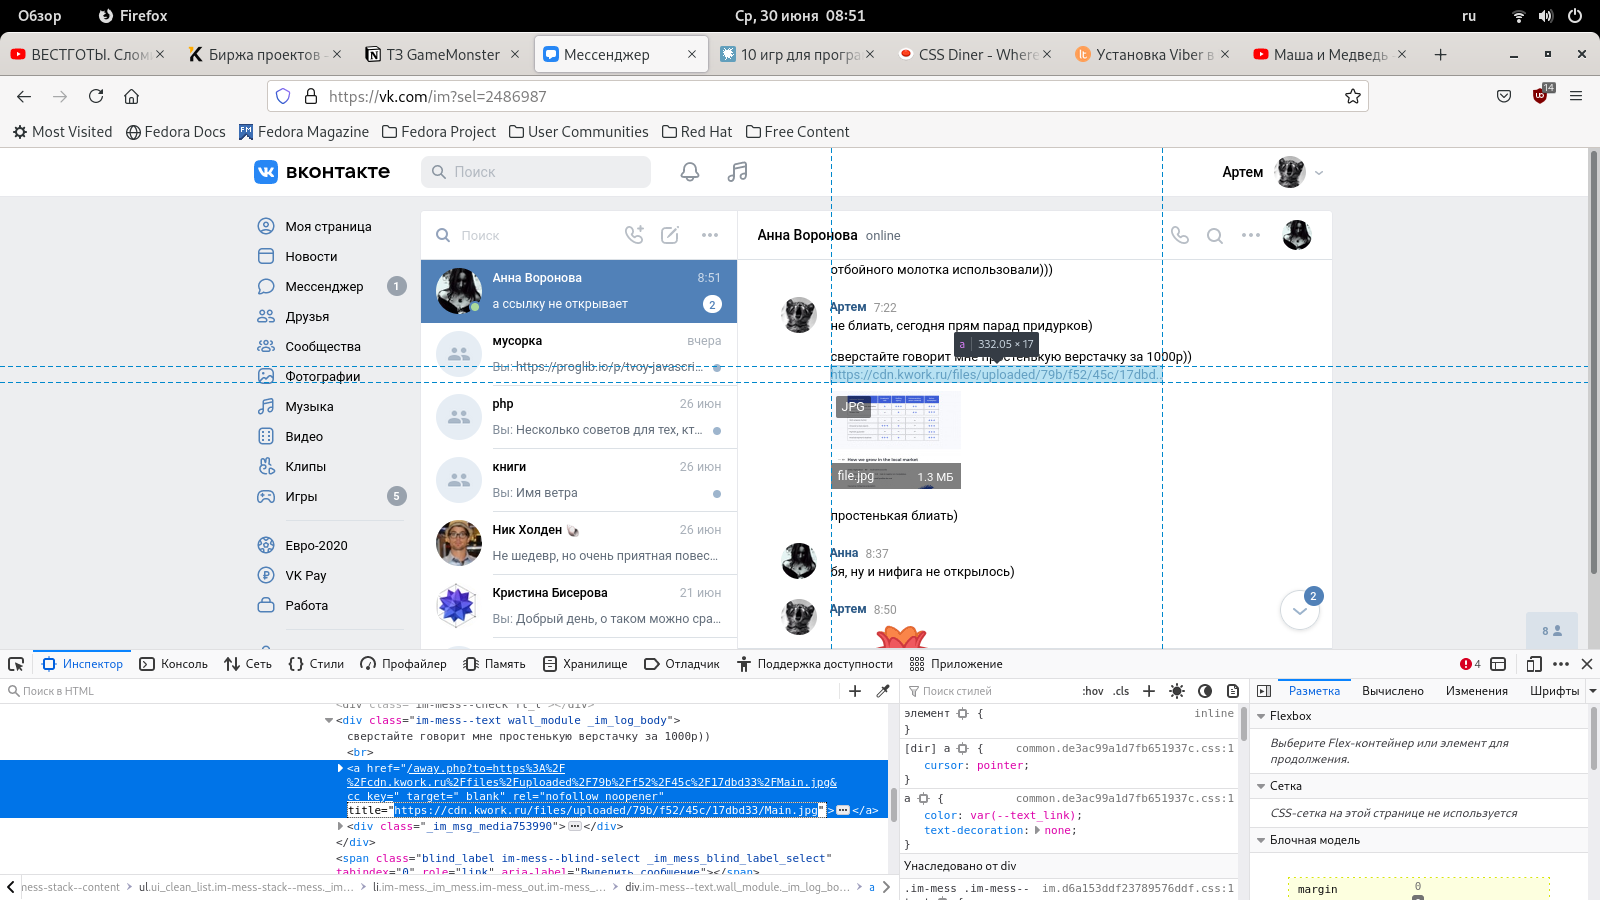 Обзор
Firefox
Ср, 30 июня 08:51
ru
ВЕСТГОТЫ. Слом
Биржа проектов -
ТЗ GameMonster
Мессенджер
10 игр для програ
CSS Diner - Where
Установка Viber в
Маша и Медведь
https://vk.com/im?sel=2486987
14
Most Visited
Fedora Docs
Fedora Magazine
Fedora Project
User Communities
Red Hat
Free Content
вконтакте
Поиск
Артем
Моя страница
Новости
Мессенджер
1
Друзья
Сообщества
Фотографии
Музыка
Видео
Клипы
Игры
5
Евро-2020
VK Pay
Работа
Поиск
Анна Воронова
8:51
а ссылку не открывает
2
мусорка
вчера
Вы: https://proglib.io/p/tvoy-javascri...
php
26 июн
Вы: Несколько советов для тех, кт...
книги
26 июн
Вы: Имя ветра
Ник Холден
26 июн
Не шедевр, но очень приятная повес...
Кристина Бисерова
21 июн
Вы: Добрый день, о таком можно сра...
Анна Воронова online
отбойного молотка использовали)))
Артем 7:22
не блиать, сегодня прям парад придурков)
a 332.05 × 17
сверстайте говорит мне простенькую верстачку за 1000р))
https://cdn.kwork.ru/files/uploaded/79b/f52/45c/17dbd..
JPG
How we grow in the local market
file.jpg
1.3 МБ
простенькая блиать)
Анна 8:37
бя, ну и нифига не открылось)
Артем 8:50
2
8
Инспектор
Консоль
Сеть
Стили
Профайлер
Память
Хранилище
Отладчик
Поддержка доступности
Приложение
4
Поиск в HTML
<div class="im-mess--check fl_l"></div>
<div class="im-mess--text wall_module _im_log_body">
сверстайте говорит мне простенькую верстачку за 1000р))
<br>
<a href="/away.php?to=https%3A%2F
%2Fcdn.kwork.ru%2Ffiles%2Fuploaded%2F79b%2Ff52%2F45c%2F17dbd33%2FMain.jpg&
cc_key=" target="_blank" rel="nofollow noopener"
title="https://cdn.kwork.ru/files/uploaded/79b/f52/45c/17dbd33/Main.jpg"></a>
<div class="_im_msg_media753990"></div>
</div>
<span class="blind_label im-mess--blind-select _im_mess_blind_label_select"
tabindex="0" role="link" aria-label="Выделить сообщение"></span>
mess-stack--content
ul.ui_clean_list.im-mess-stack--mess._im...
li.im-mess._im_mess.im-mess_out.im-mess_...
div.im-mess--text.wall_module._im_log_bo...
a
Поиск стилей
:hov
.cls
элемент {
inline
}
[dir] a {
common.de3ac99a1d7fb651937c.css:1
cursor: pointer;
}
a {
common.de3ac99a1d7fb651937c.css:1
color: var(--text_link);
text-decoration: none;
}
Унаследовано от div
.im-mess .im-mess--
im.d6a153ddf23789576ddf.css:1
Разметка
Вычислено
Изменения
Шрифты
Flexbox
Выберите Flex-контейнер или элемент для
продолжения.
Сетка
CSS-сетка на этой странице не используется
Блочная модель
margin
0